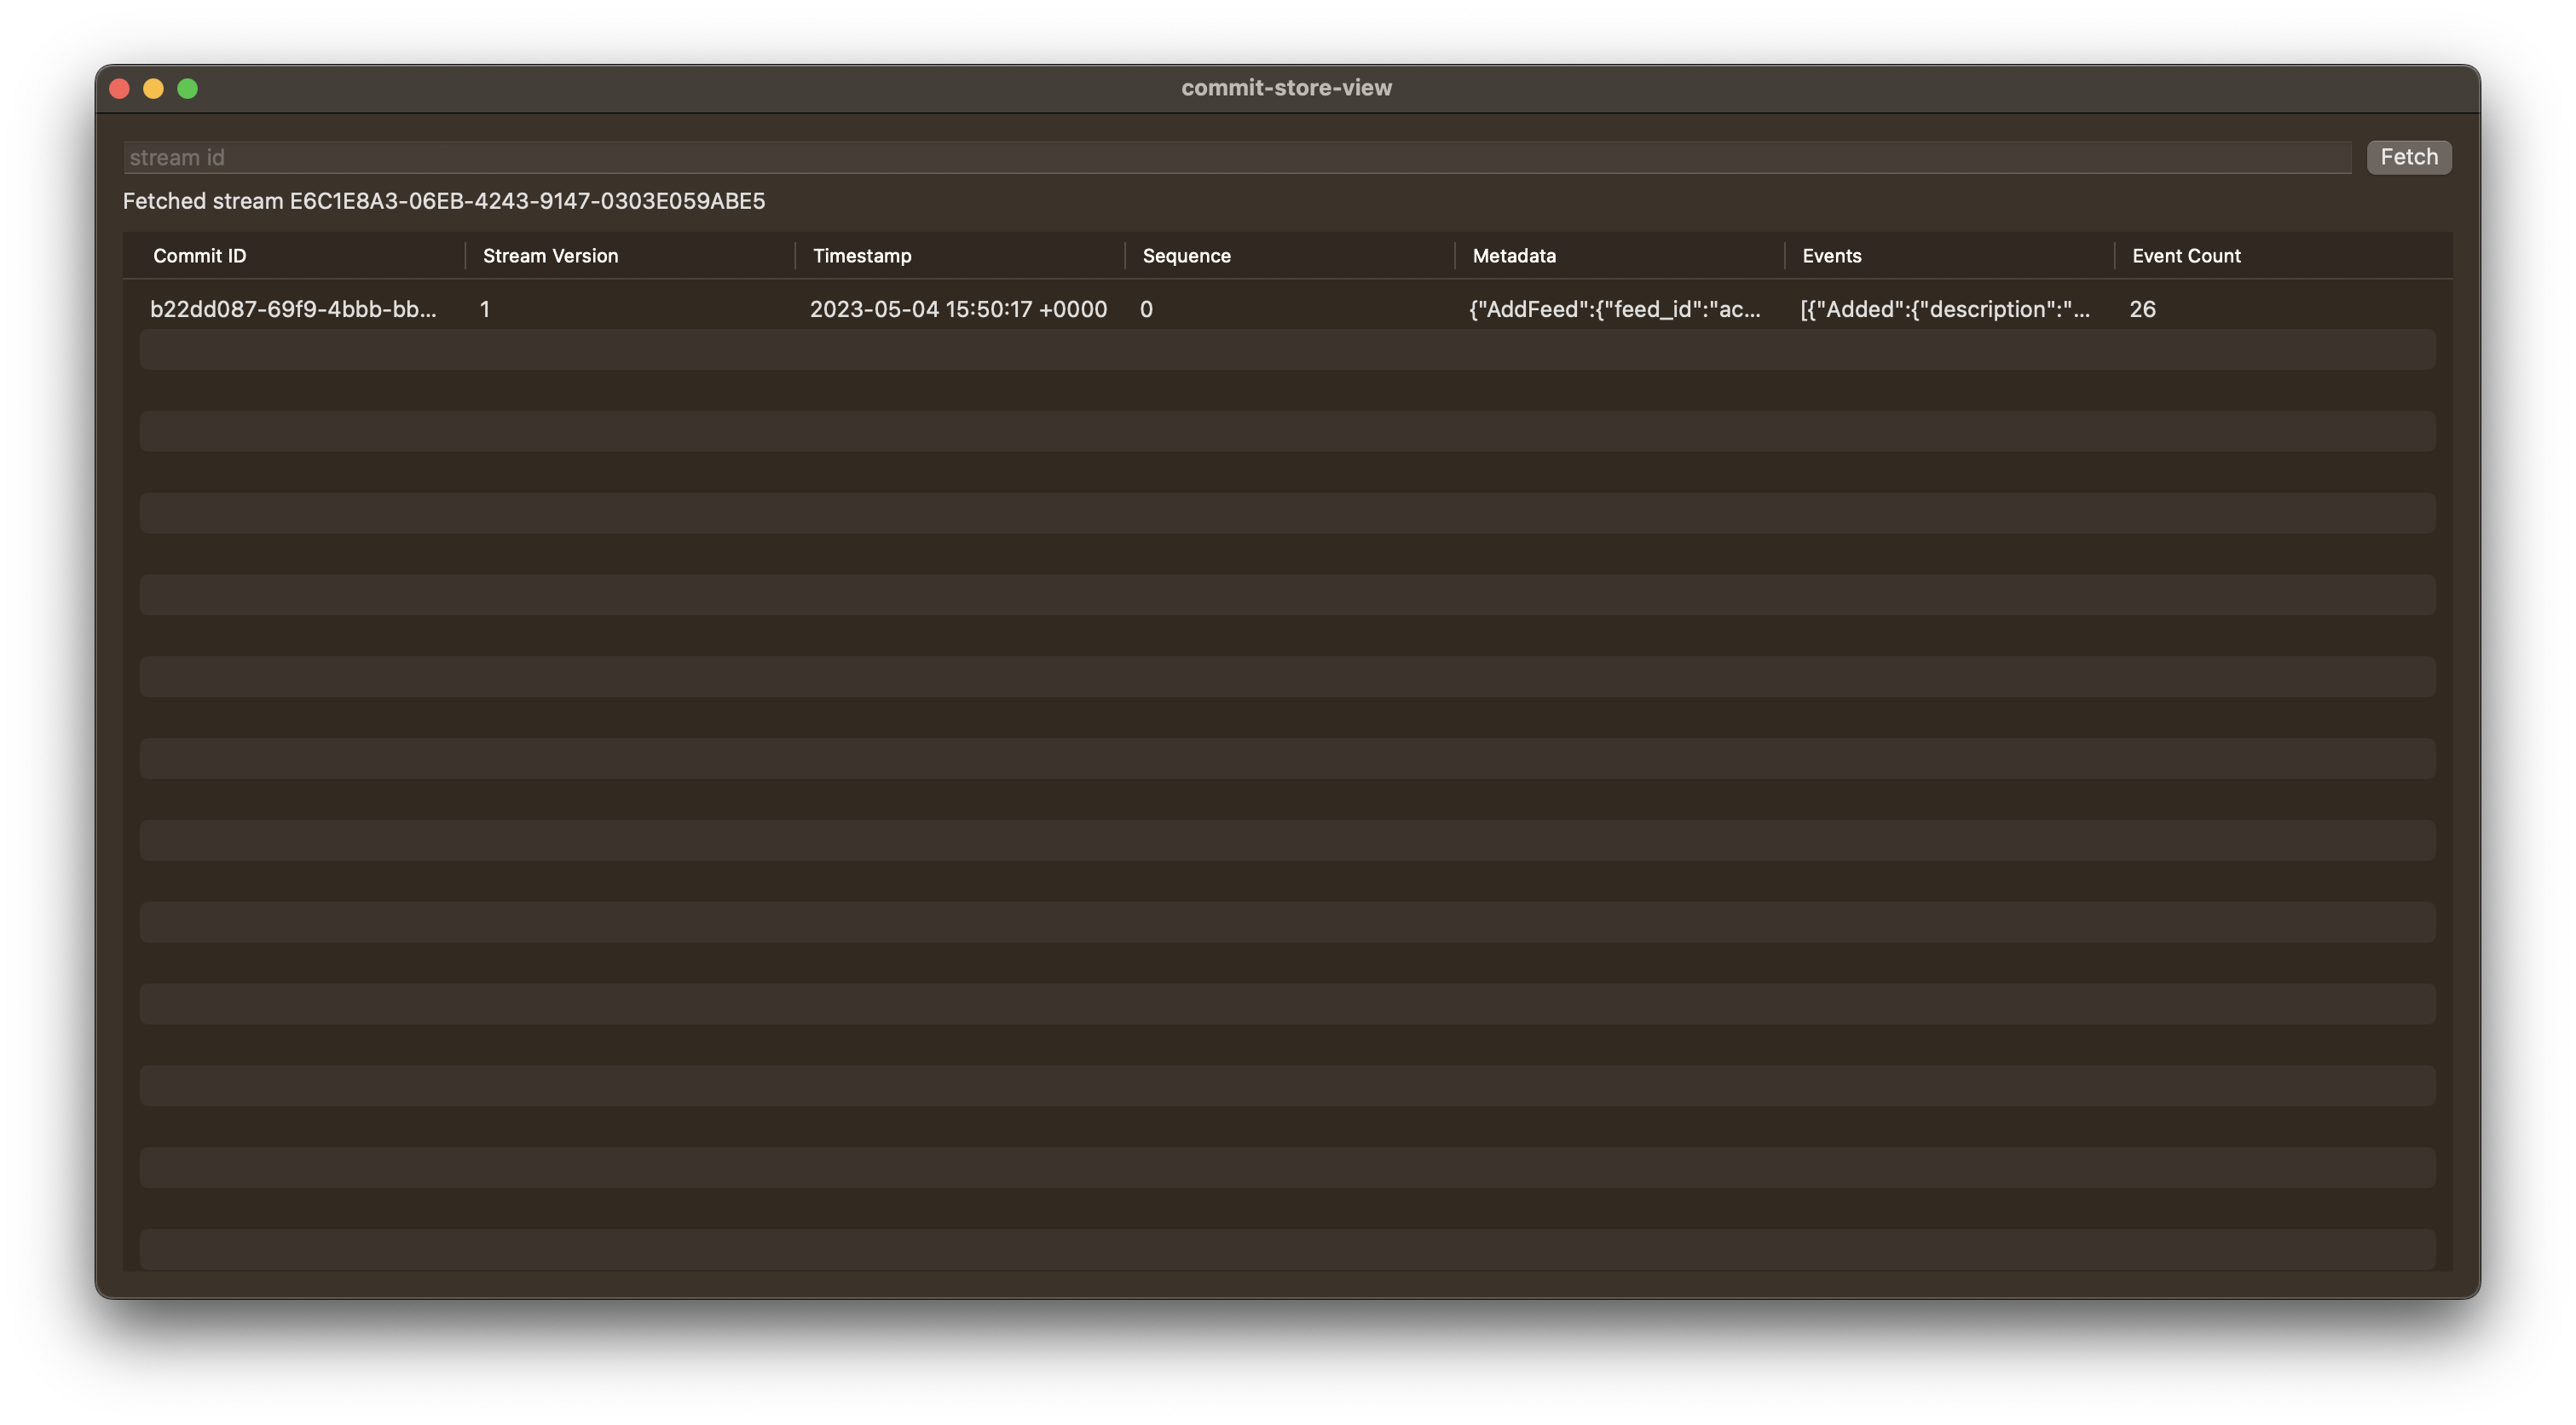 commit-store-view
stream id
Fetch
Fetched stream E6C1E8A3-06EB-4243-9147-0303E059ABE5
Commit ID Stream Version Timestamp Sequence Metadata Events Event Count
b22dd087-69f9-4bbb-bb... 1 2023-05-04 15:50:17 +0000 0 {"AddFeed":{"feed_id":"ac... [{"Added":{"description":"... 26